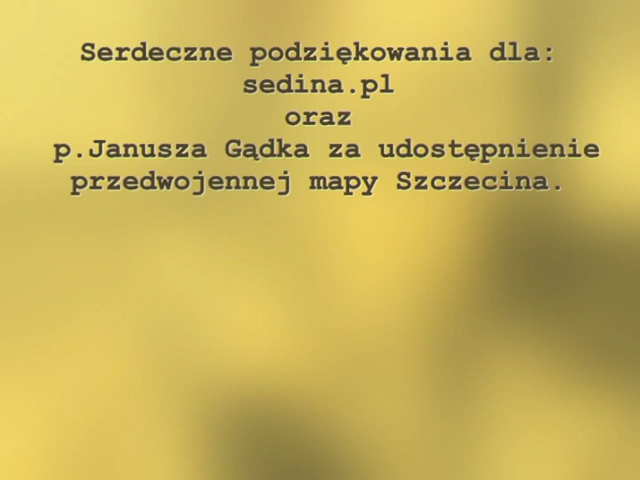 Serdeczne podziękowania dla:
sedina.pl
oraz
p.Janusza Gądka za udostępnienie
przedwojennej mapy Szczecina.